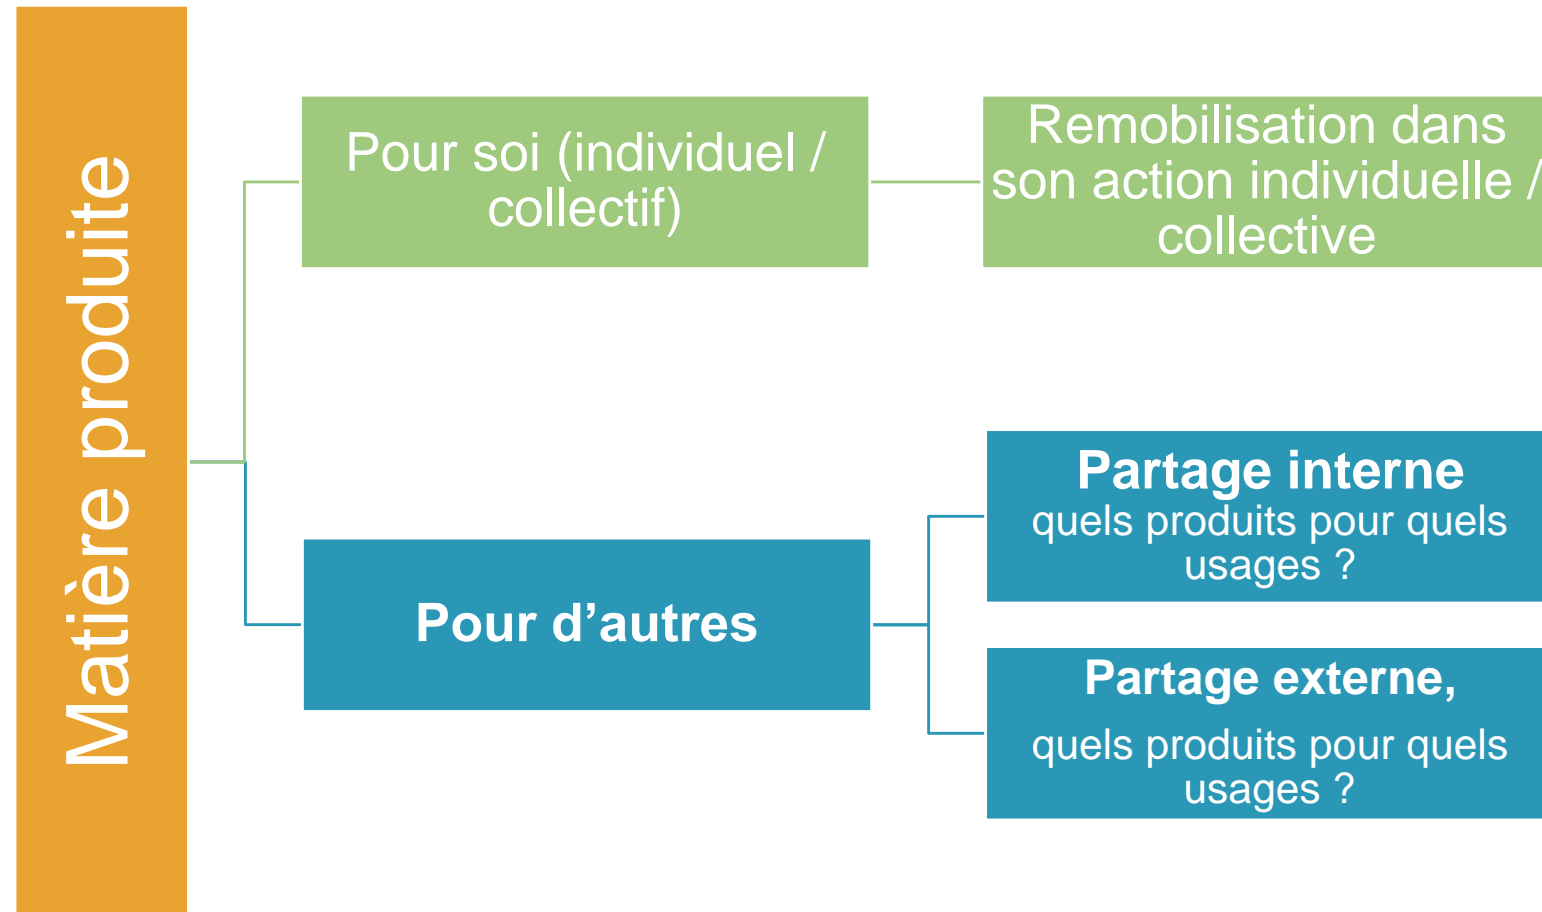 Matière produite
Pour soi (individuel /
collectif)
Remobilisation dans
son action individuelle /
collective
Pour d’autres
Partage interne
quels produits pour quels
usages ?
Partage externe,
quels produits pour quels
usages ?